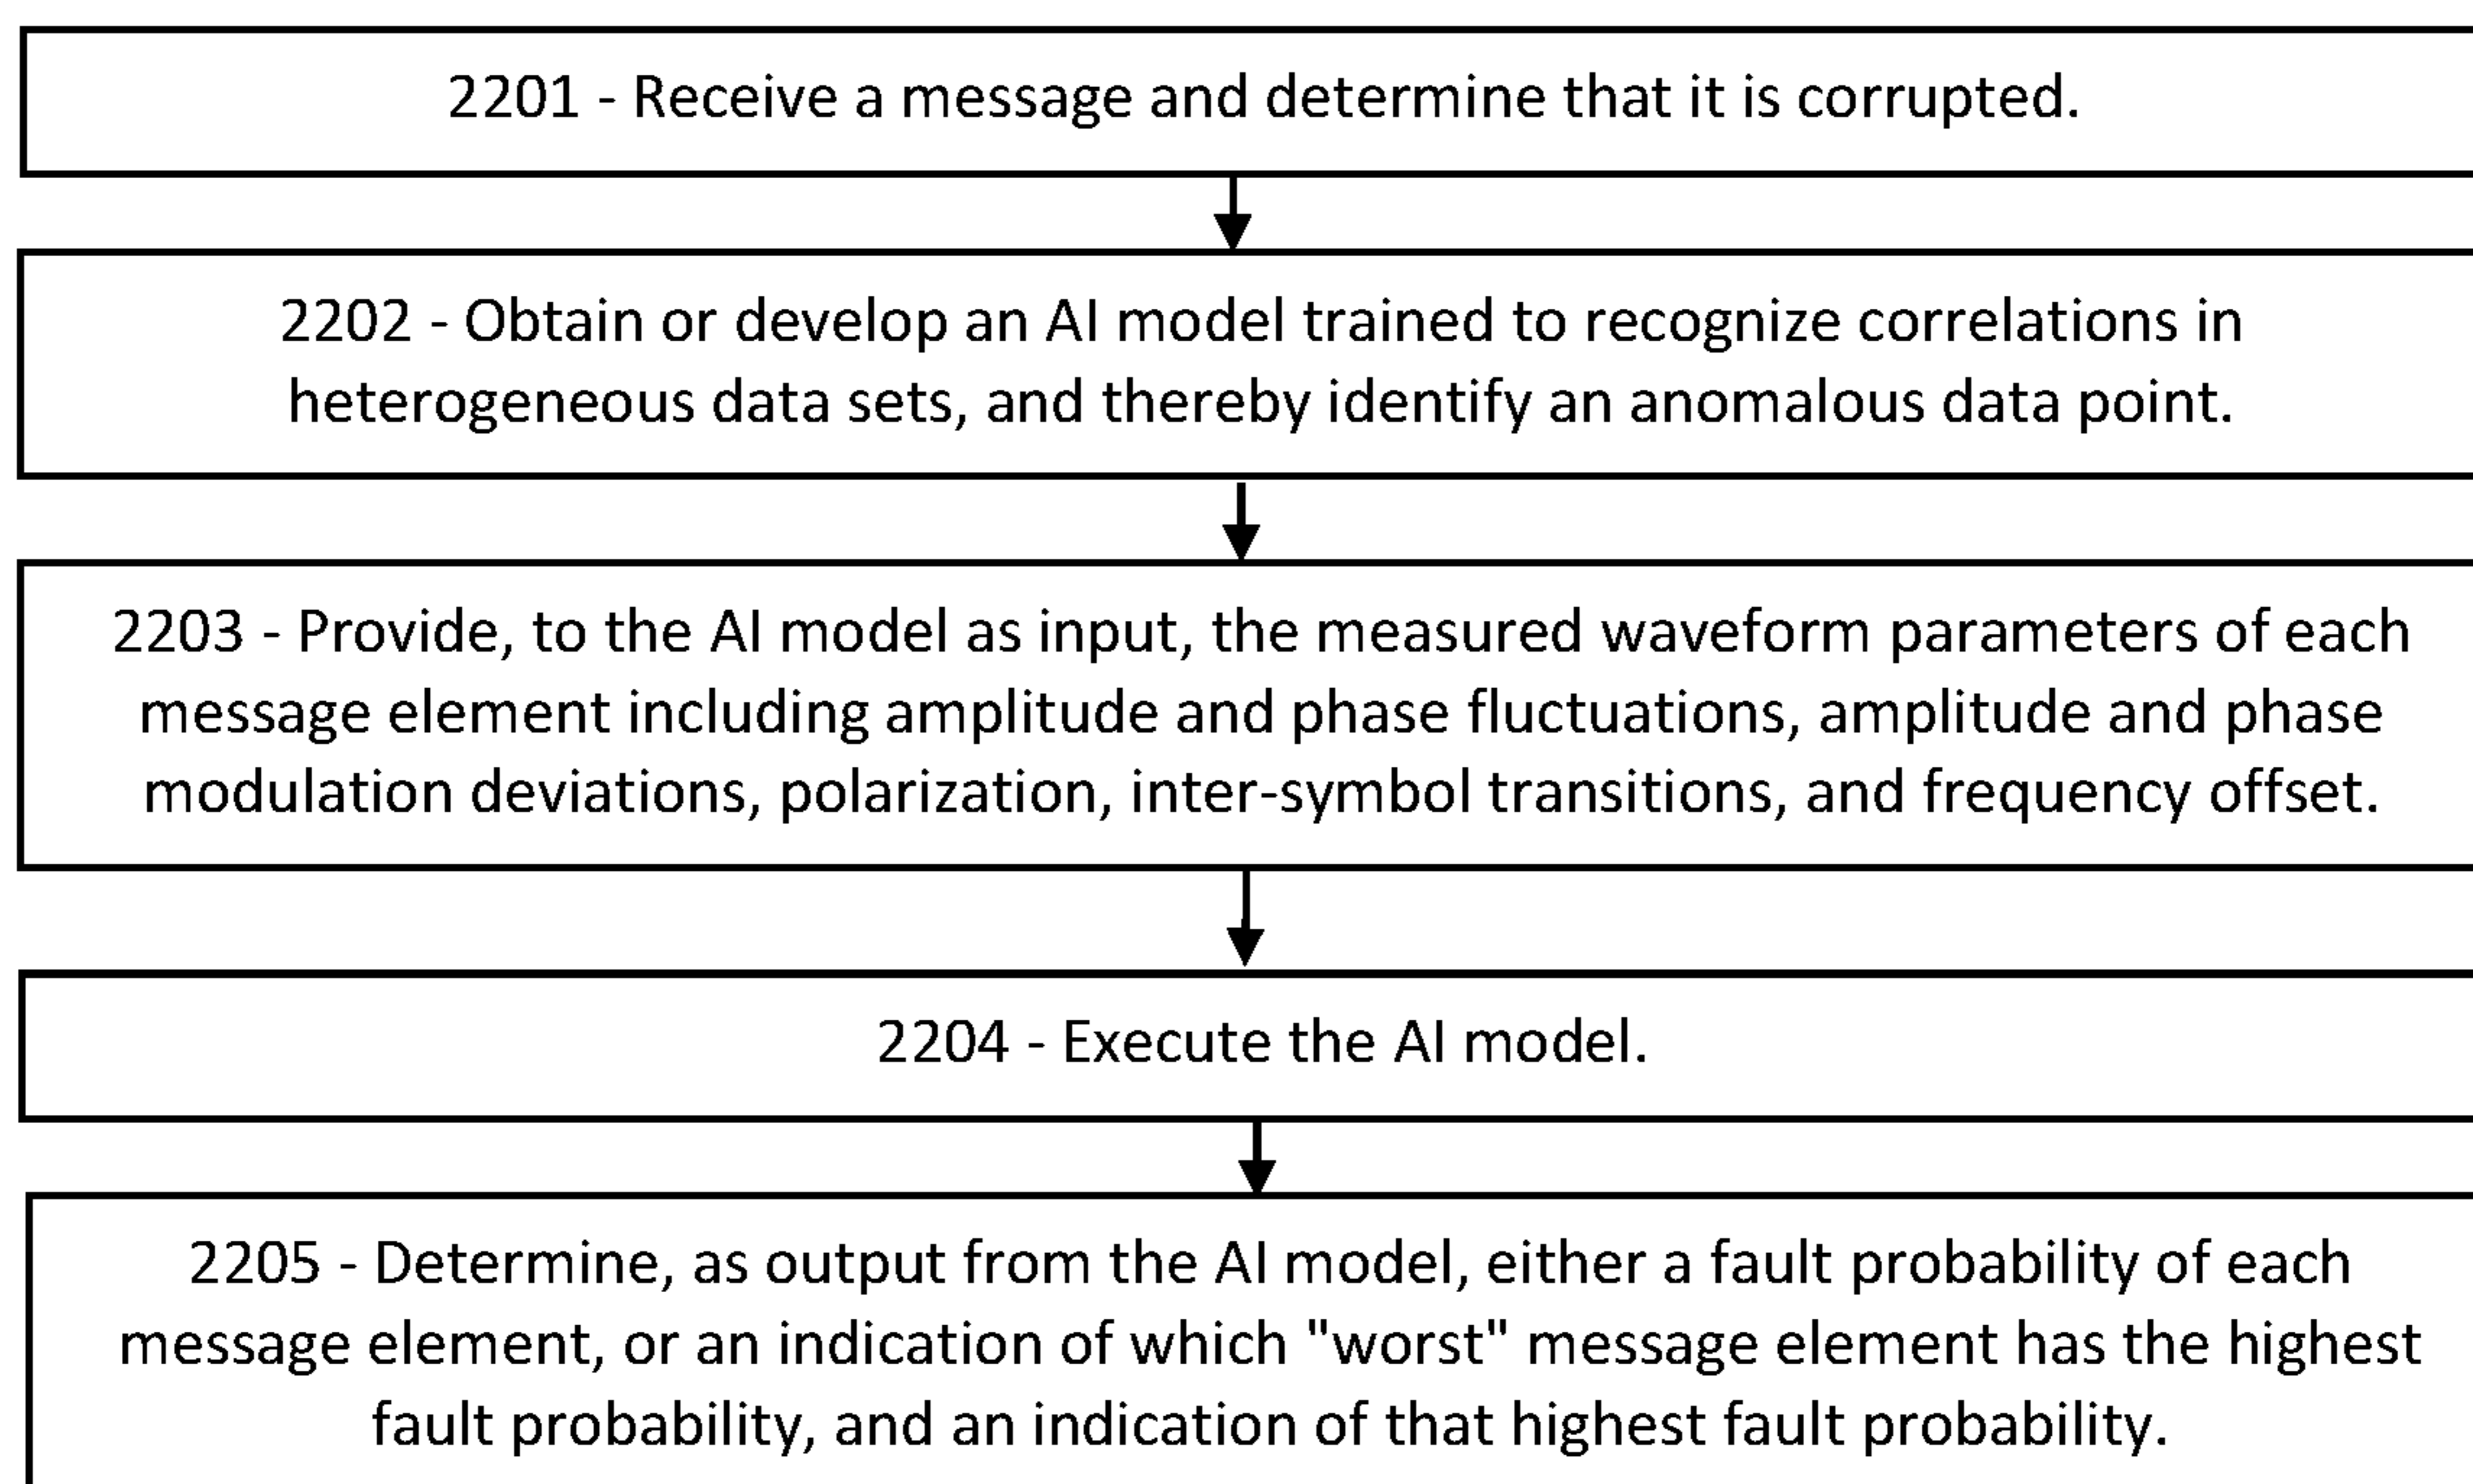 2201 - Receive a message and determine that it is corrupted.
2202 - Obtain or develop an AI model trained to recognize correlations in
heterogeneous data sets, and thereby identify an anomalous data point.
2203 - Provide, to the AI model as input, the measured waveform parameters of each
message element including amplitude and phase fluctuations, amplitude and phase
modulation deviations, polarization, inter-symbol transitions, and frequency offset.
2204 - Execute the AI model.
2205 - Determine, as output from the AI model, either a fault probability of each
message element, or an indication of which "worst" message element has the highest
fault probability, and an indication of that highest fault probability.